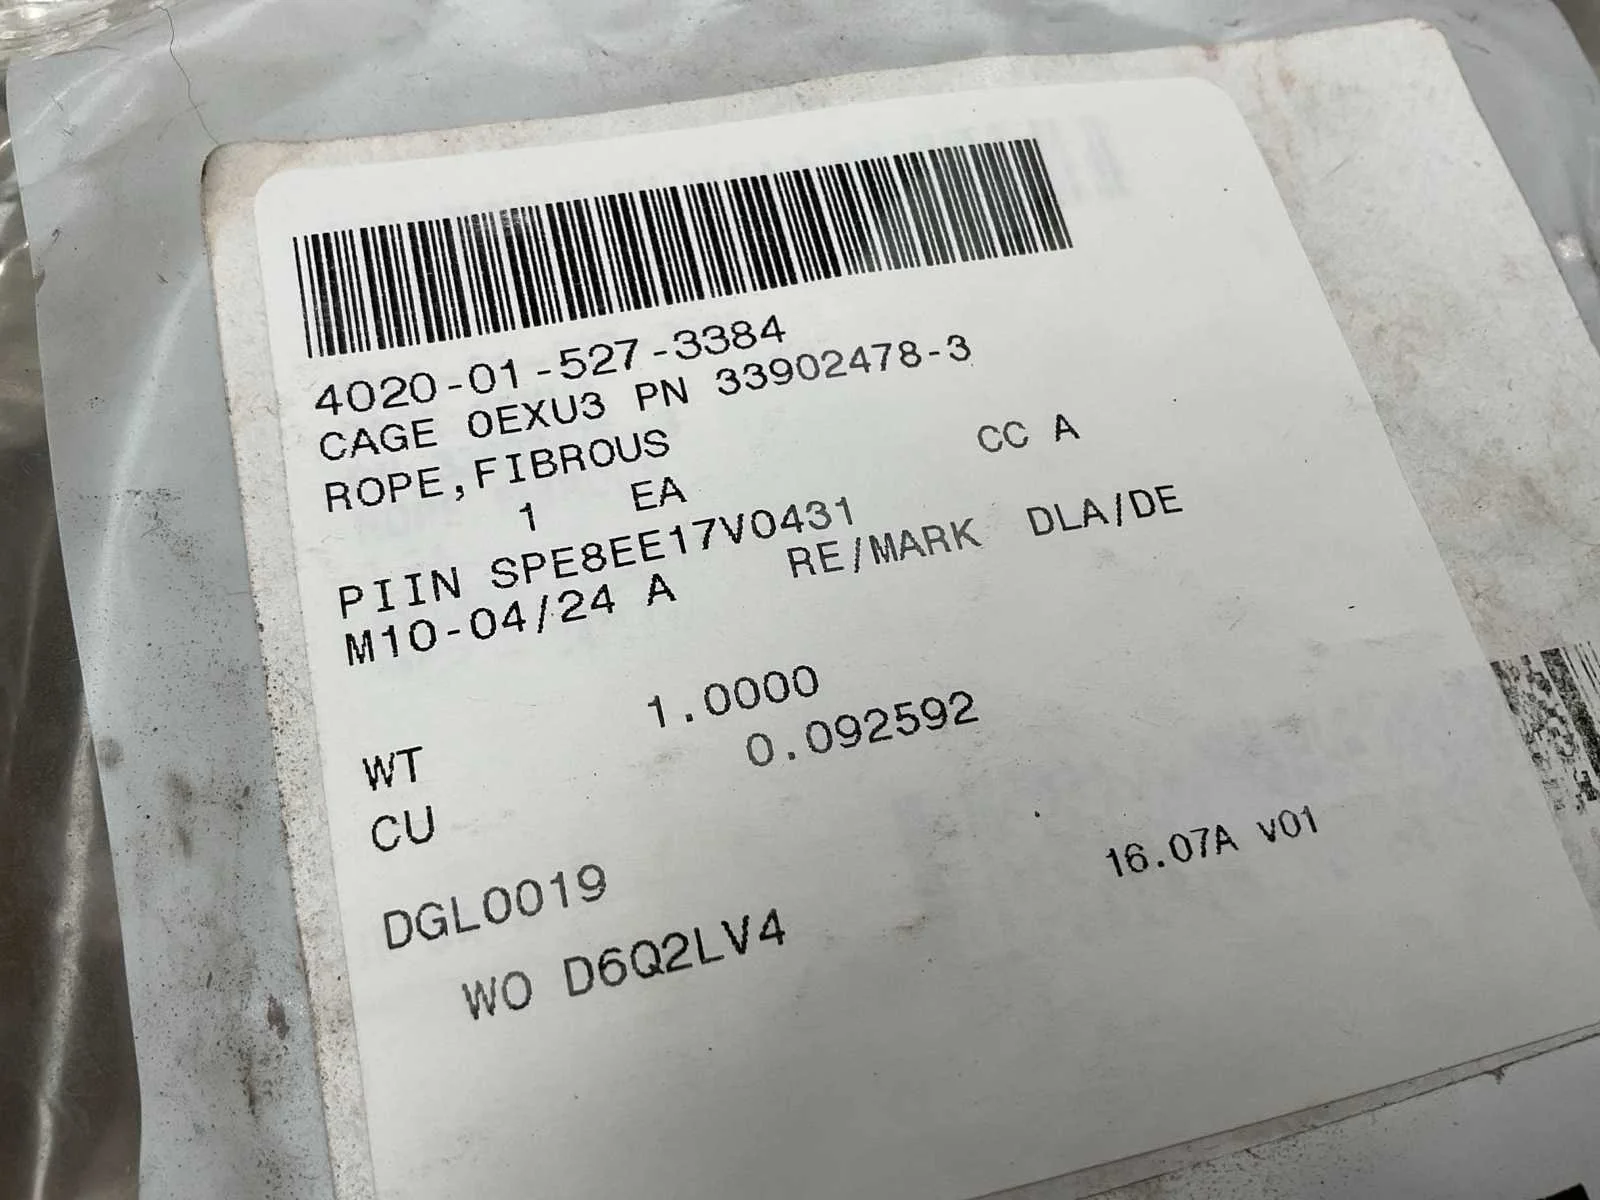 4020-01-527-3384
CAGE 0EXU3 PN 33902478-3
ROPE,FIBROUS CC A
1 EA
PIIN SPE8EE17V0431
M10-04/24 A RE/MARK DLA/DE
WT 1.0000
CU 0.092592
DGL0019 16.07A V01
WO D6Q2LV4